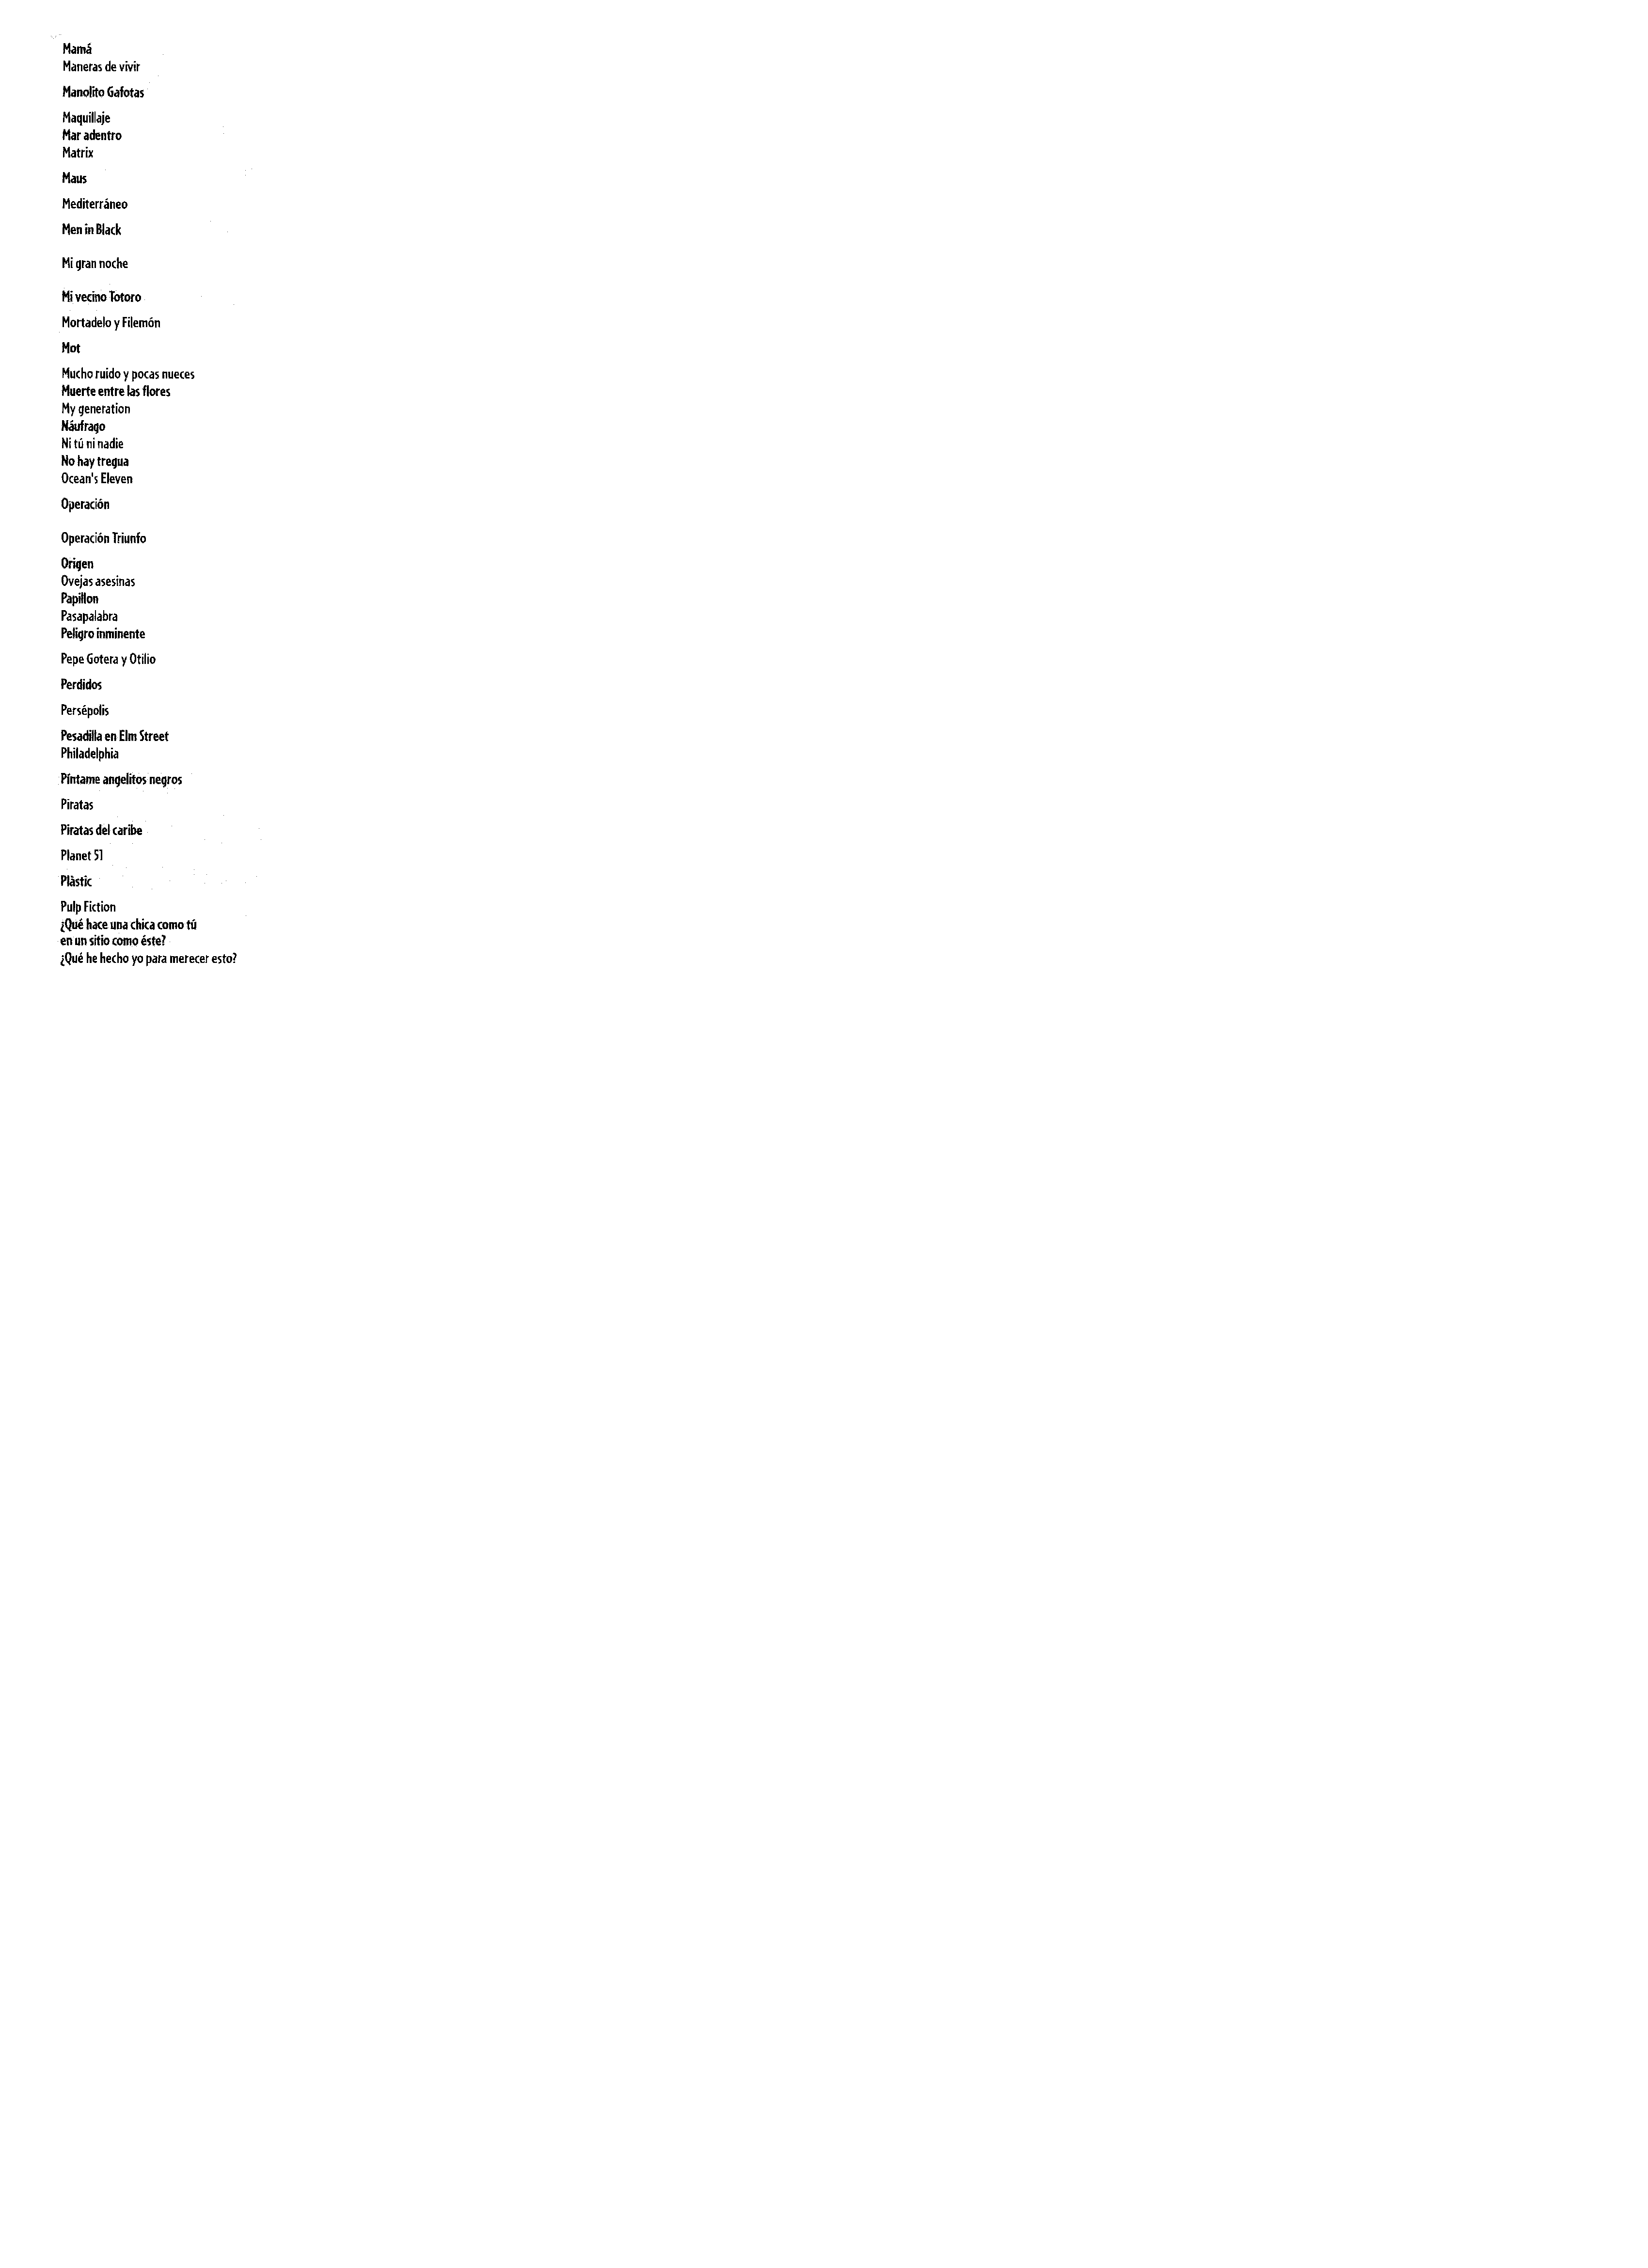 Mamá
Maneras de vivir
Manolito Gafotas
Maquillaje
Mar adentro
Matrix
Maus
Mediterráneo
Men in Black
Mi gran noche
Mi vecino Totoro
Mortadelo y Filemón
Mot
Mucho ruido y pocas nueces
Muerte entre las flores
My generation
Náufrago
Ni tú ni nadie
No hay tregua
Ocean's Eleven
Operación
Operación Triunfo
Origen
Ovejas asesinas
Papillon
Pasapalabra
Peligro inminente
Pepe Gotera y Otilio
Perdidos
Persépolis
Pesadilla en Elm Street
Philadelphia
Píntame angelitos negros
Piratas
Piratas del caribe
Planet 51
Plàstic
Pulp Fiction
¿Qué hace una chica como tú
en un sitio como éste?
¿Qué he hecho yo para merecer esto?